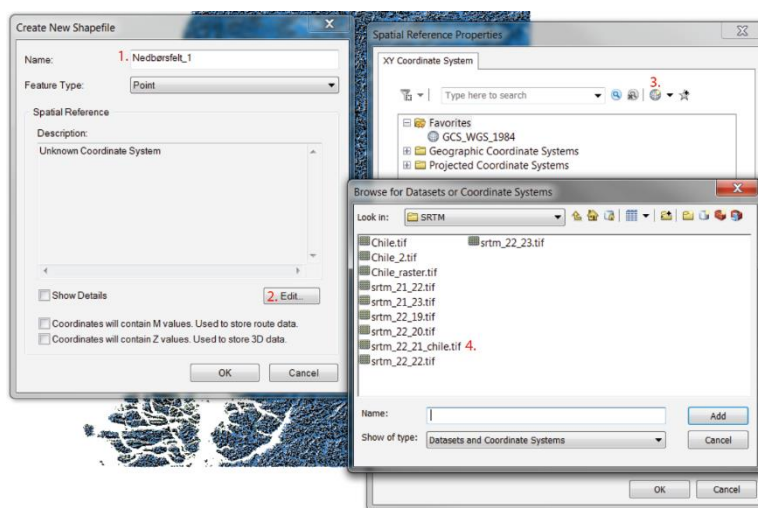 Create New Shapefile
Name: 1. Nedbørsfelt_1
Feature Type: Point
Spatial Reference
Description:
Unknown Coordinate System
Show Details
2. Edit...
Coordinates will contain M values. Used to store route data.
Coordinates will contain Z values. Used to store 3D data.
OK Cancel
Spatial Reference Properties
XY Coordinate System
3.
Type here to search
Favorites
GCS_WGS_1984
Geographic Coordinate Systems
Projected Coordinate Systems
Browse for Datasets or Coordinate Systems
Look in: SRTM
Chile.tif srtm_22_23.tif
Chile_2.tif
Chile_raster.tif
srtm_21_22.tif
srtm_21_23.tif
srtm_22_19.tif
srtm_22_20.tif
srtm_22_21_chile.tif 4.
srtm_22_22.tif
Name: Add
Show of type: Datasets and Coordinate Systems Cancel
OK Cancel